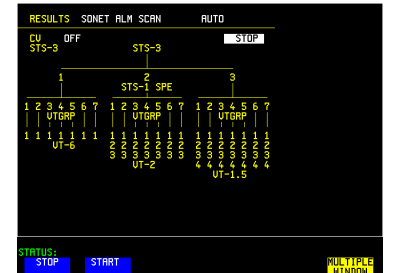 RESULTS SONET ALM SCAN AUTO
CV OFF STOP
STS-3 STS-3
1 2 3
STS-1 SPE
1 2 3 4 5 6 7 1 2 3 4 5 6 7 1 2 3 4 5 6 7
VTGRP VTGRP VTGRP
1 1 1 1 1 1 1 1 1 1 1 1 1 1 1 1 1 1 1 1 1
2 2 2 2 2 2 2 2 2 2 2 2 2 2
VT-6 3 3 3 3 3 3 3 3 3 3 3 3 3 3
VT-2 4 4 4 4 4 4 4
VT-1.5
STATUS:
STOP START MULTIPLE
WINDOW